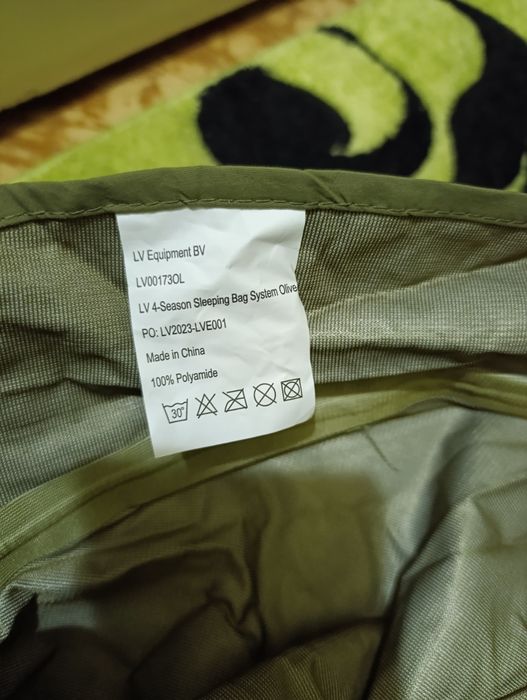 LV Equipment BV
LV00173OL
LV 4-Season Sleeping Bag System Olive
PO: LV2023-LVE001
Made in China
100% Polyamide
30°